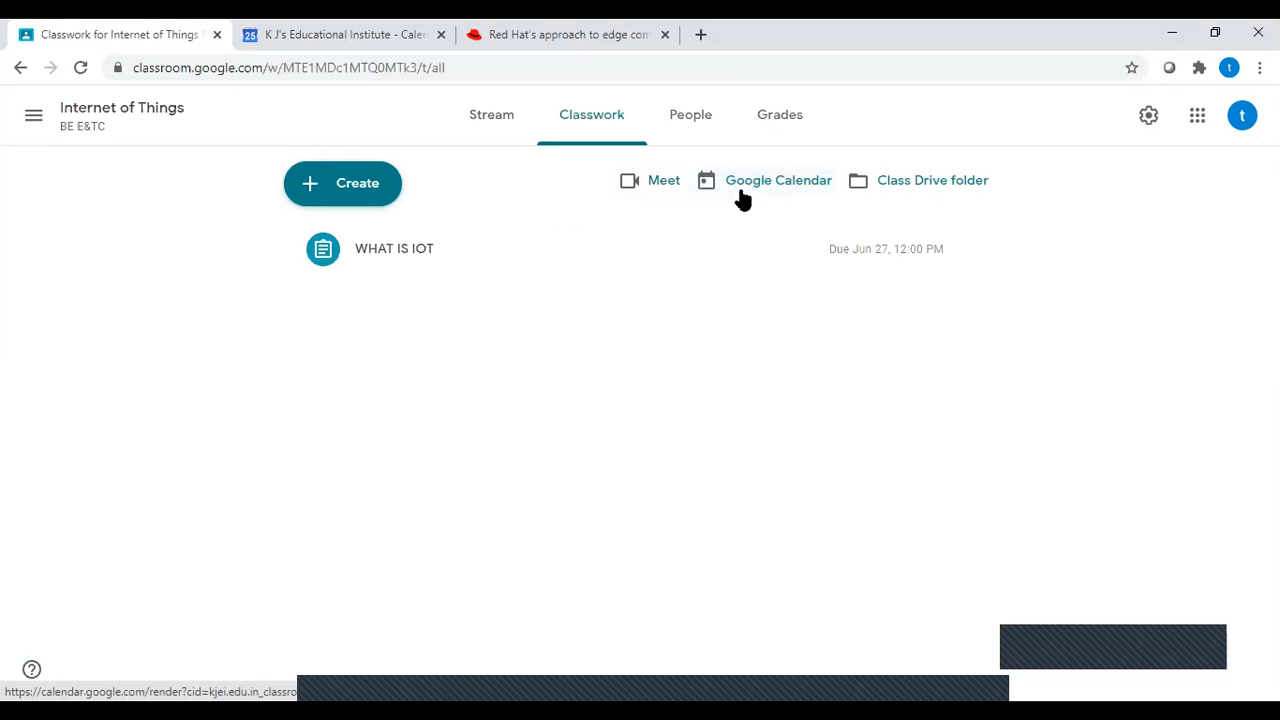 Classwork for Internet of Things
K J's Educational Institute - Calen
Red Hat's approach to edge com
classroom.google.com/w/MTE1MDc1MTQ0MTk3/t/all
t
Internet of Things
BE E&TC
Stream
Classwork
People
Grades
t
Create
Meet
Google Calendar
Class Drive folder
WHAT IS IOT
Due Jun 27, 12:00 PM
https://calendar.google.com/render?cid=kjei.edu.in_classro